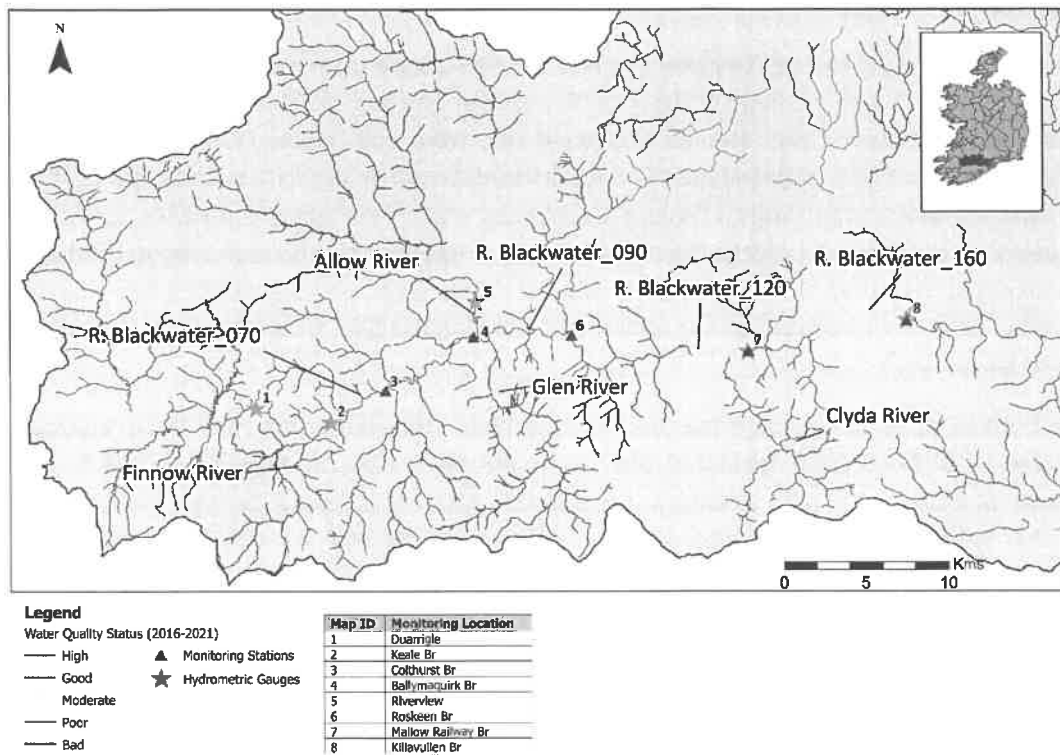 N
Allow River
R. Blackwater_090
R. Blackwater_120
R. Blackwater_160
R. Blackwater_070
Glen River
Clyda River
Finnow River
1
2
3
4
5
6
7
8
Kms
0 5 10
Legend
Water Quality Status (2016-2021)
High
Good
Moderate
Poor
Bad
Monitoring Stations
Hydrometric Gauges
Map ID Monitoring Location
1 Duarrigle
2 Keale Br
3 Colthurst Br
4 Ballymaquirk Br
5 Riverview
6 Roskeen Br
7 Mallow Railway Br
8 Killavullen Br